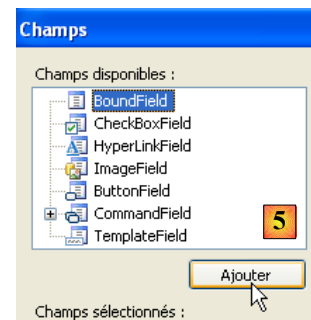 Champs
Champs disponibles :
BoundField
CheckBoxField
HyperLinkField
ImageField
ButtonField
CommandField
5
TemplateField
Ajouter
Champs sélectionnés :